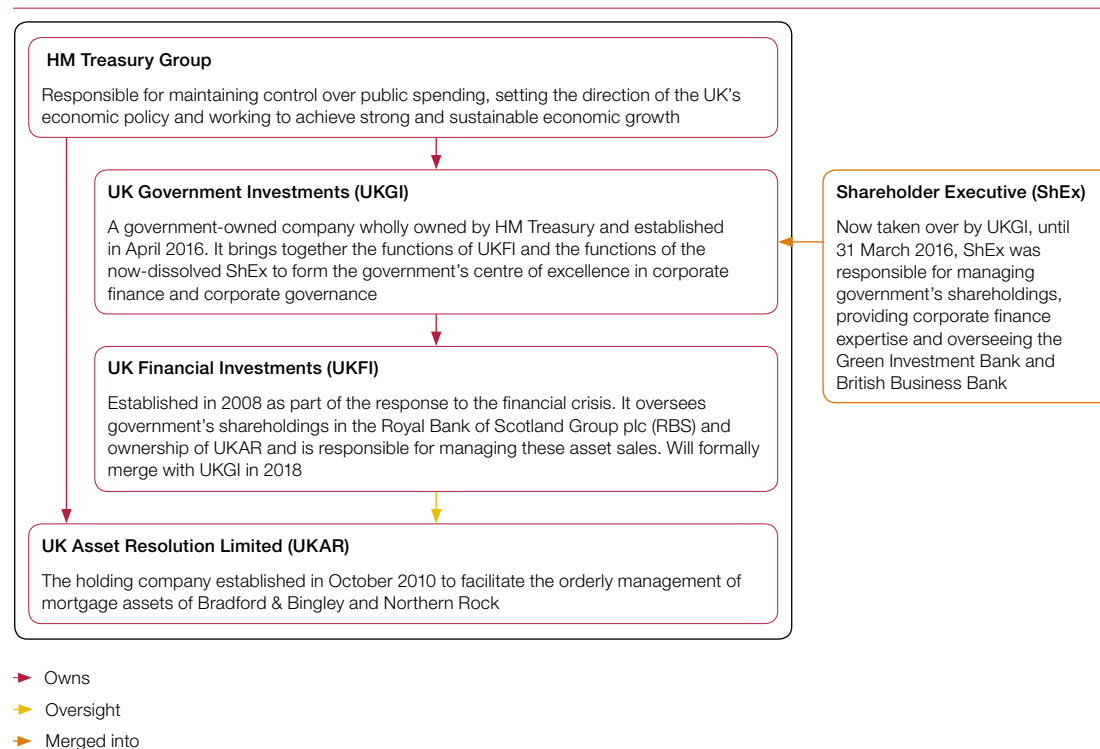 HM Treasury Group
Responsible for maintaining control over public spending, setting the direction of the UK's
economic policy and working to achieve strong and sustainable economic growth
UK Government Investments (UKGI)
A government-owned company wholly owned by HM Treasury and established
in April 2016. It brings together the functions of UKFI and the functions of the
now-dissolved ShEx to form the government's centre of excellence in corporate
finance and corporate governance
Shareholder Executive (ShEx)
Now taken over by UKGI, until
31 March 2016, ShEx was
responsible for managing
government's shareholdings,
providing corporate finance
expertise and overseeing the
Green Investment Bank and
British Business Bank
UK Financial Investments (UKFI)
Established in 2008 as part of the response to the financial crisis. It oversees
government's shareholdings in the Royal Bank of Scotland Group plc (RBS) and
ownership of UKAR and is responsible for managing these asset sales. Will formally
merge with UKGI in 2018
UK Asset Resolution Limited (UKAR)
The holding company established in October 2010 to facilitate the orderly management of
mortgage assets of Bradford & Bingley and Northern Rock
Owns
Oversight
Merged into